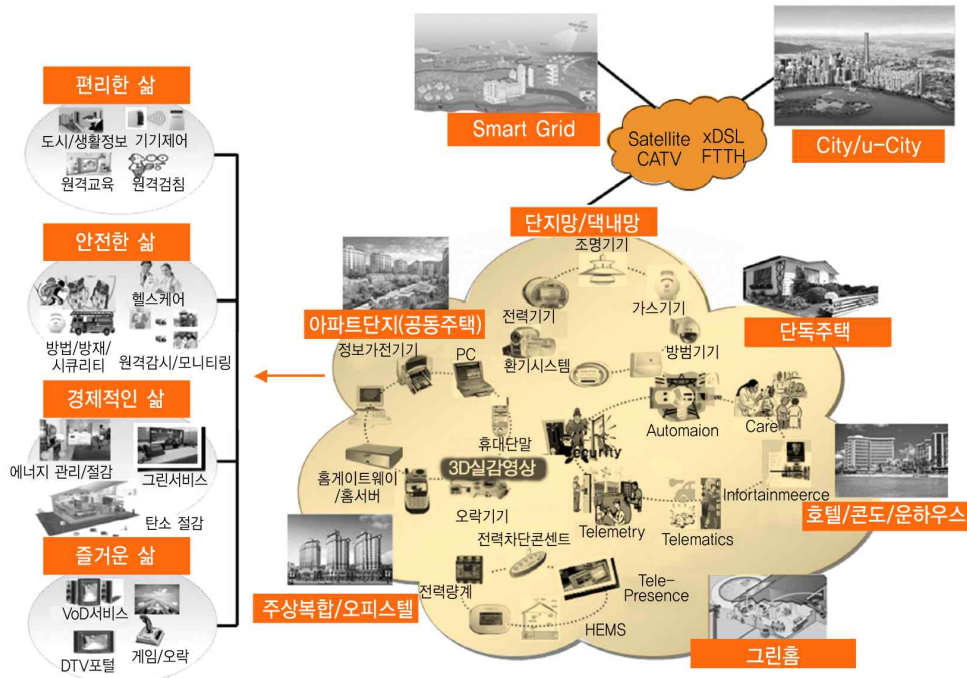 편리한 삶
도시/생활정보
기기제어
원격교육
원격검침
안전한 삶
헬스케어
방법/방재/
시큐리티
원격감시/모니티링
경제적인 삶
에너지 관리/절감
그린서비스
탄소 절감
즐거운 삶
VoD서비스
DTV포털
게임/오락
Smart Grid
City/u-City
Satellite
xDSL
CATV
FTTH
단지망/댁내망
조명기기
전력기기
가스기기
환기시스템
방범기기
아파트단지(공동주택)
단독주택
정보가전기기
PC
휴대단말
3D실감영상
ecurity
Automaion
Care
홈게이트웨이
/홈서버
오락기기
Telemetry
Telematics
Infortainmeerce
호텔/콘도/운하우스
전력차단콘센트
전력량계
주상복합/오피스텔
Tele-
Presence
HEMS
그린홈